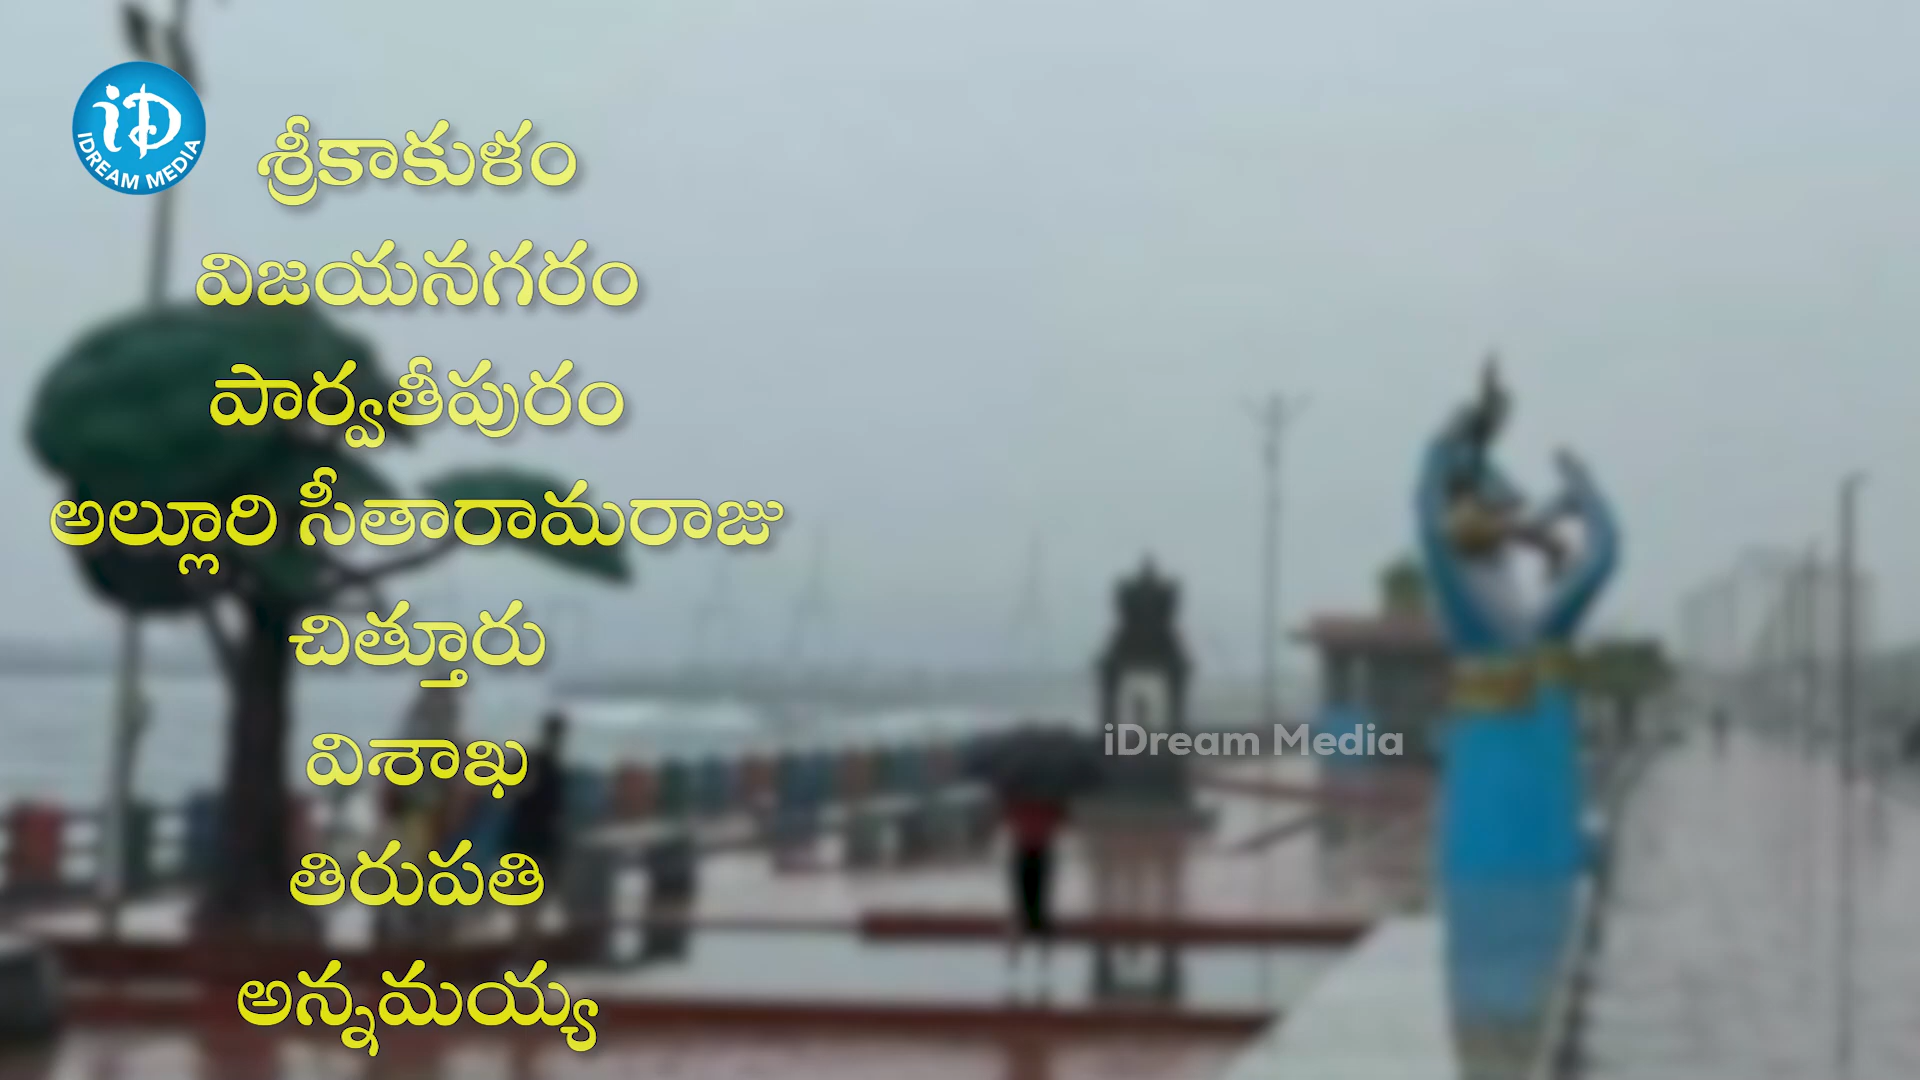 iD
IDREAM MEDIA
శ్రీకాకుళం
విజయనగరం
పార్వతీపురం
అల్లూరి సీతారామరాజు
చిత్తూరు
విశాఖ
తిరుపతి
అన్నమయ్య
iDream Media